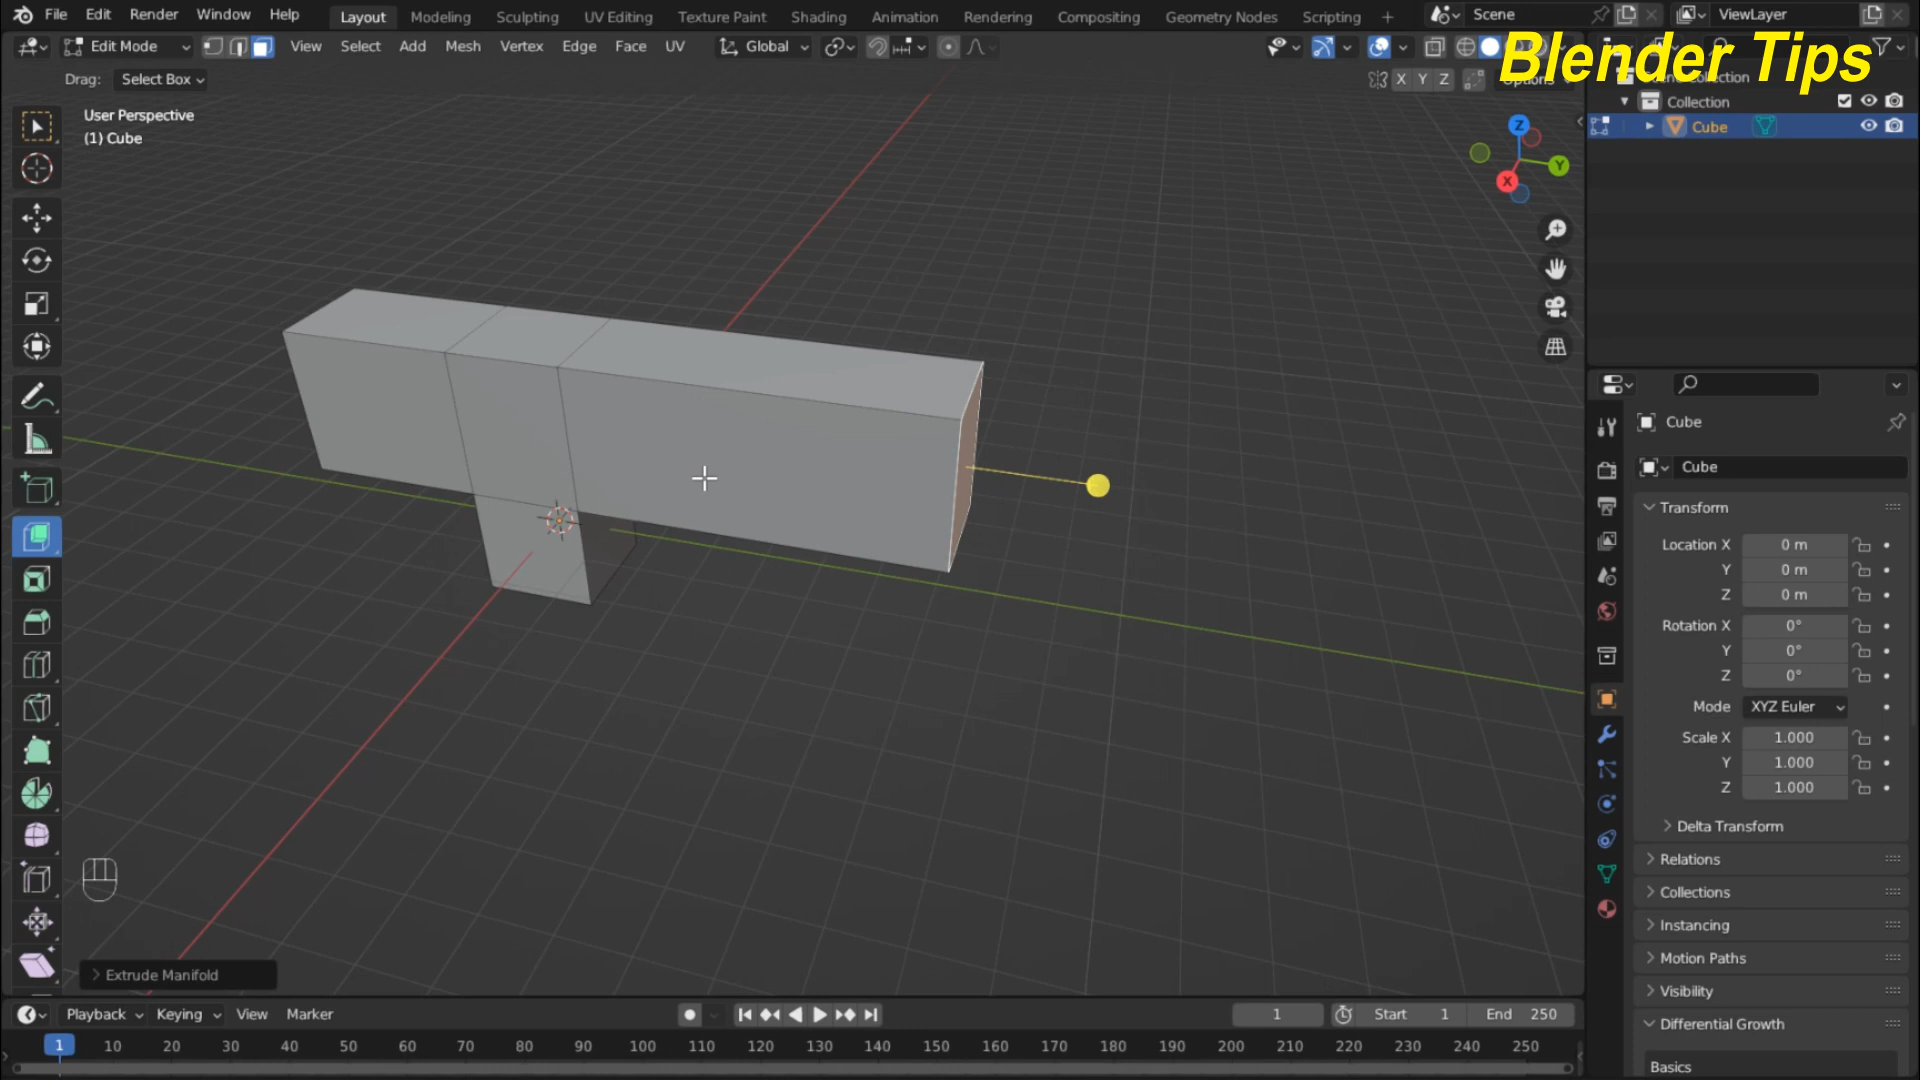 File Edit Render Window Help Layout Modeling Sculpting UV Editing Texture Paint Shading Animation Rendering Compositing Geometry Nodes Scripting + Scene ViewLayer
Edit Mode View Select Add Mesh Vertex Edge Face UV Global
Blender Tips
Drag: Select Box X Y Z Options
Collection
Cube
User Perspective
(1) Cube
Z
Y
X
Cube
Cube
Transform
Location X 0 m
Y 0 m
Z 0 m
Rotation X 0°
Y 0°
Z 0°
Mode XYZ Euler
Scale X 1.000
Y 1.000
Z 1.000
Delta Transform
Relations
Collections
Instancing
Motion Paths
Visibility
Differential Growth
Basics
Extrude Manifold
Playback Keying View Marker 1 Start 1 End 250
1 10 20 30 40 50 60 70 80 90 100 110 120 130 140 150 160 170 180 190 200 210 220 230 240 250